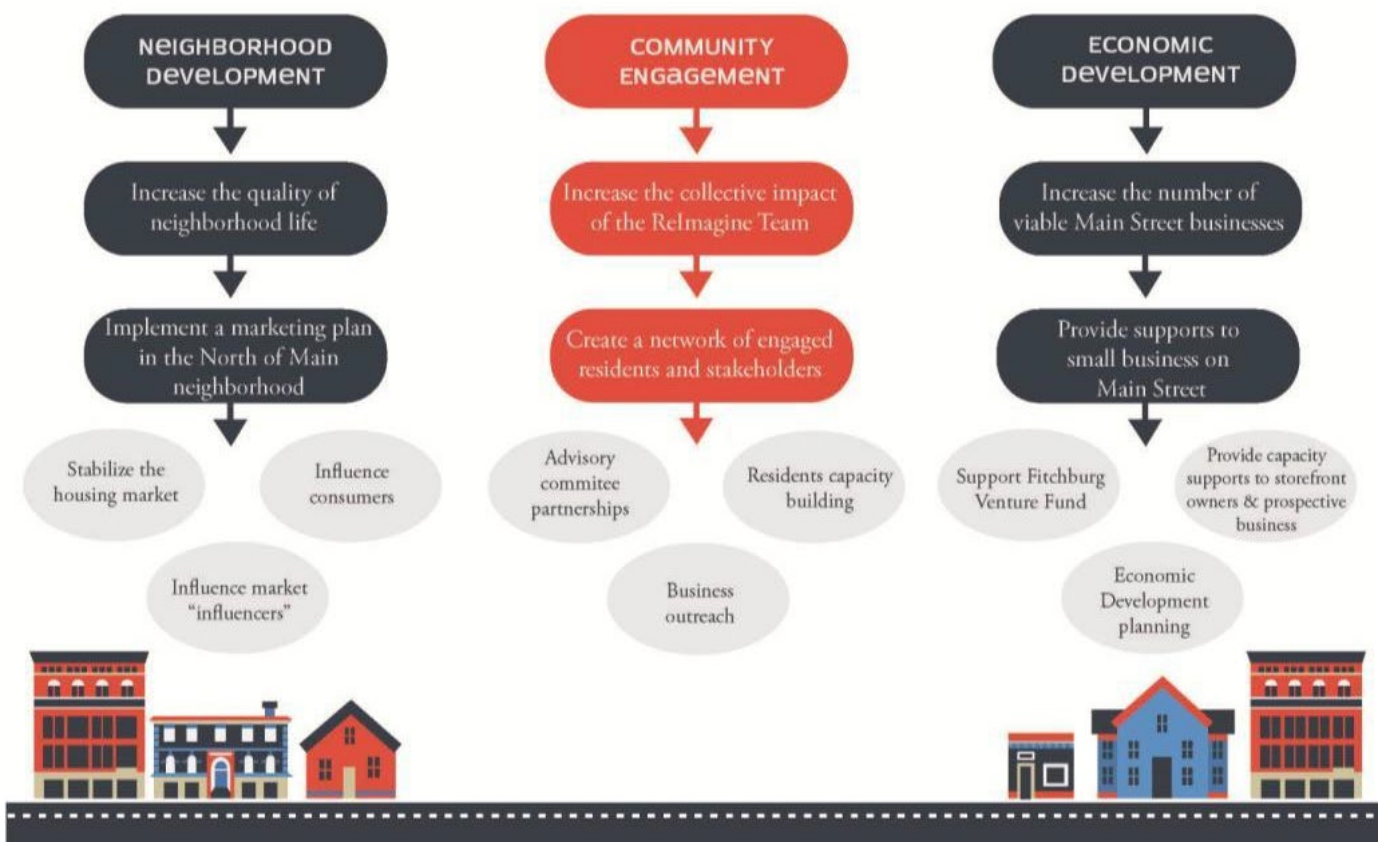 NEIGHBORHOOD
DEVELOPMENT
Increase the quality of
neighborhood life
Implement a marketing plan
in the North of Main
neighborhood
Stabilize the
housing market
Influence
consumers
Influence market
“influencers”
COMMUNITY
ENGAGEMENT
Increase the collective impact
of the ReImagine Team
Create a network of engaged
residents and stakeholders
Advisory
commitee
partnerships
Residents capacity
building
Business
outreach
ECONOMIC
DEVELOPMENT
Increase the number of
viable Main Street businesses
Provide supports to
small business on
Main Street
Support Fitchburg
Venture Fund
Provide capacity
supports to storefront
owners & prospective
business
Economic
Development
planning